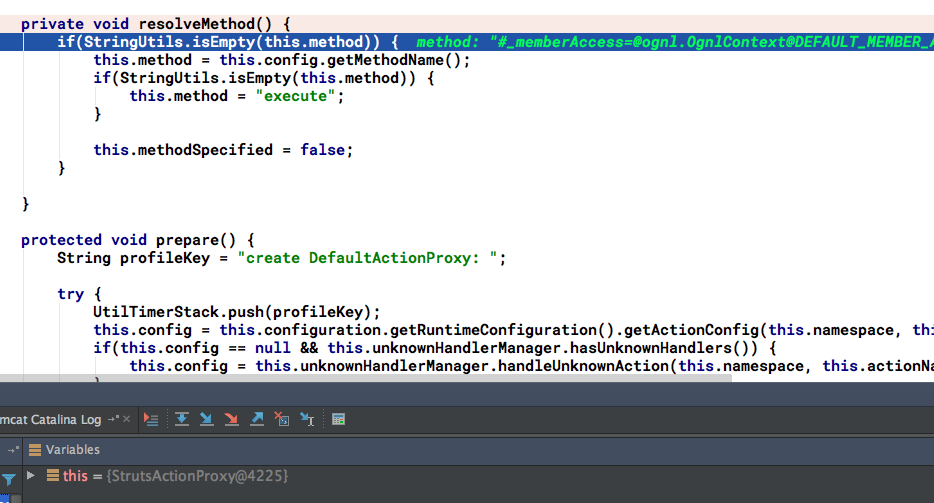 private void resolveMethod() {
if(StringUtils.isEmpty(this.method)) { method: "#_memberAccess=@ognl.OgnlContext@DEFAULT_MEMBER_
this.method = this.config.getMethodName();
if(StringUtils.isEmpty(this.method)) {
this.method = "execute";
}
this.methodSpecified = false;
}
}
protected void prepare() {
String profileKey = "create DefaultActionProxy: ";
try {
UtilTimerStack.push(profileKey);
this.config = this.configuration.getRuntimeConfiguration().getActionConfig(this.namespace,
if(this.config == null && this.unknownHandlerManager.hasUnknownHandlers()) {
this.config = this.unknownHandlerManager.handleUnknownAction(this.namespace, this.actionNa
mcat Catalina Log
Variables
this = {StrutsActionProxy@4225}